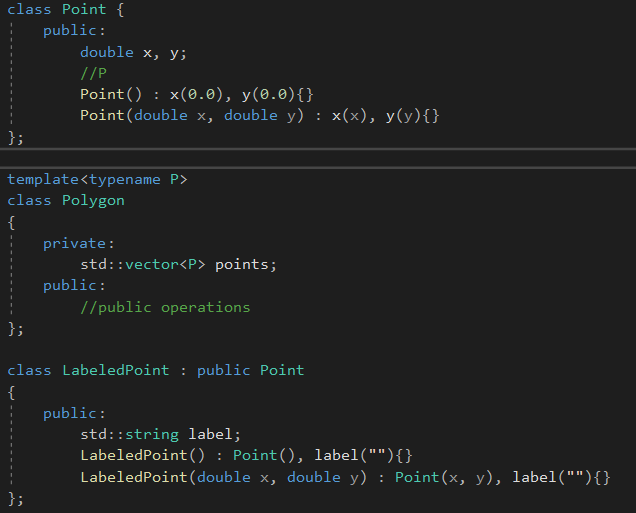 class Point {
public:
double x, y;
//P
Point() : x(0.0), y(0.0){}
Point(double x, double y) : x(x), y(y){}
};
template<typename P>
class Polygon
{
private:
std::vector<P> points;
public:
//public operations
};
class LabeledPoint : public Point
{
public:
std::string label;
LabeledPoint() : Point(), label(""){}
LabeledPoint(double x, double y) : Point(x, y), label(""){}
};